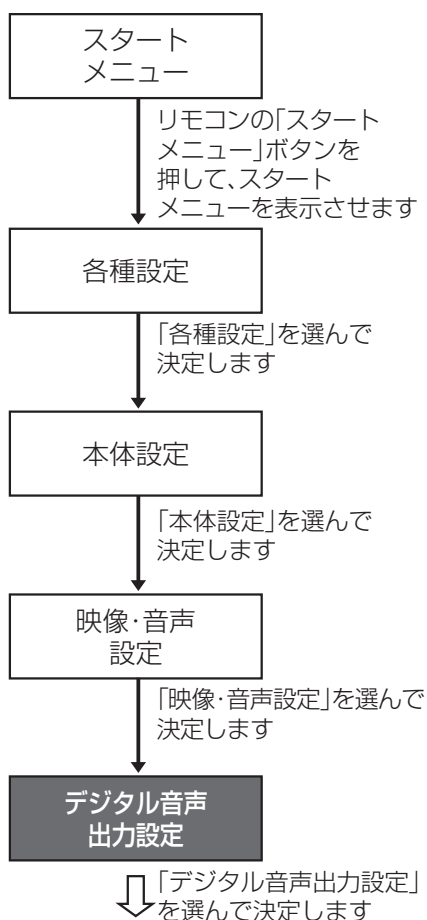 スタート
メニュー
リモコンの「スタート
メニュー」ボタンを
押して、スタート
メニューを表示させます
各種設定
「各種設定」を選んで
決定します
本体設定
「本体設定」を選んで
決定します
映像・音声
設定
「映像・音声設定」を選んで
決定します
デジタル音声
出力設定
「デジタル音声出力設定」
を選んで決定します